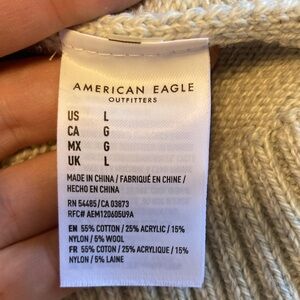 AMERICAN EAGLE
OUTFITTERS
US L
CA G
MX G
UK L
MADE IN CHINA / FABRIQUÉ EN CHINE /
HECHO EN CHINA
RN 54485/CA 03873
RFC# AEM120605U9A
EN 55% COTTON / 25% ACRYLIC / 15%
NYLON / 5% WOOL
FR 55% COTON / 25% ACRYLIQUE / 15%
NYLON / 5% LAINE